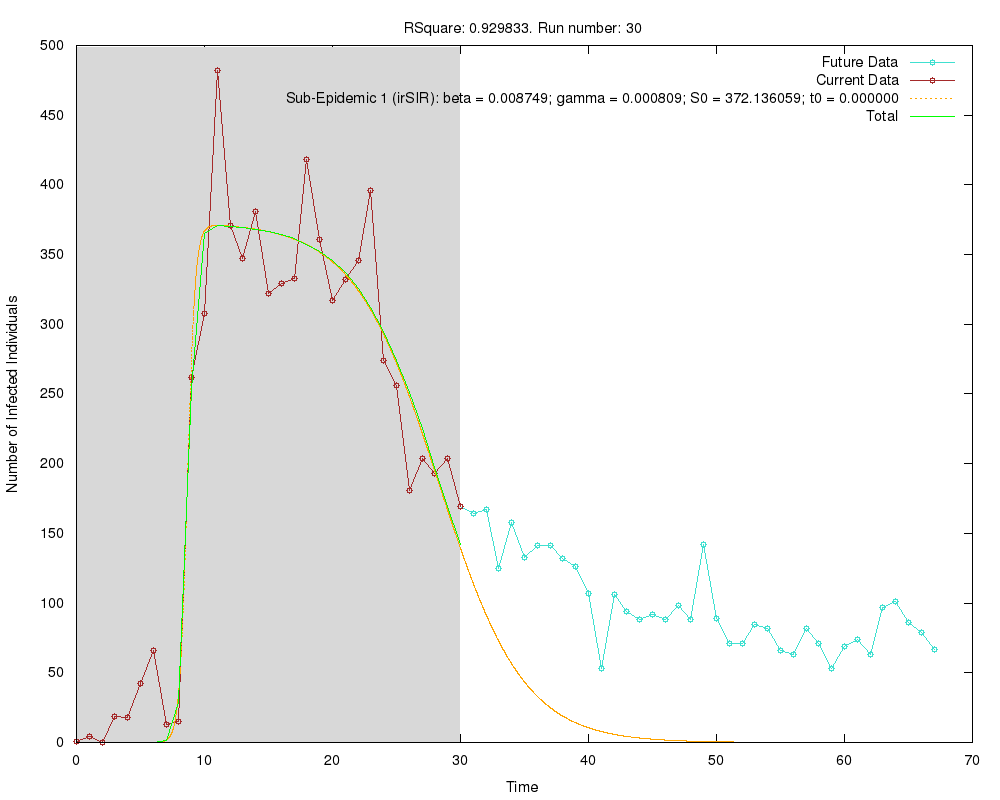 RSquare: 0.929833. Run number: 30
Future Data
Current Data
Sub-Epidemic 1 (irSIR): beta = 0.008749; gamma = 0.000809; S0 = 372.136059; t0 = 0.000000
Total
500
450
400
350
300
250
200
150
100
50
0
Number of Infected Individuals
0 10 20 30 40 50 60 70
Time